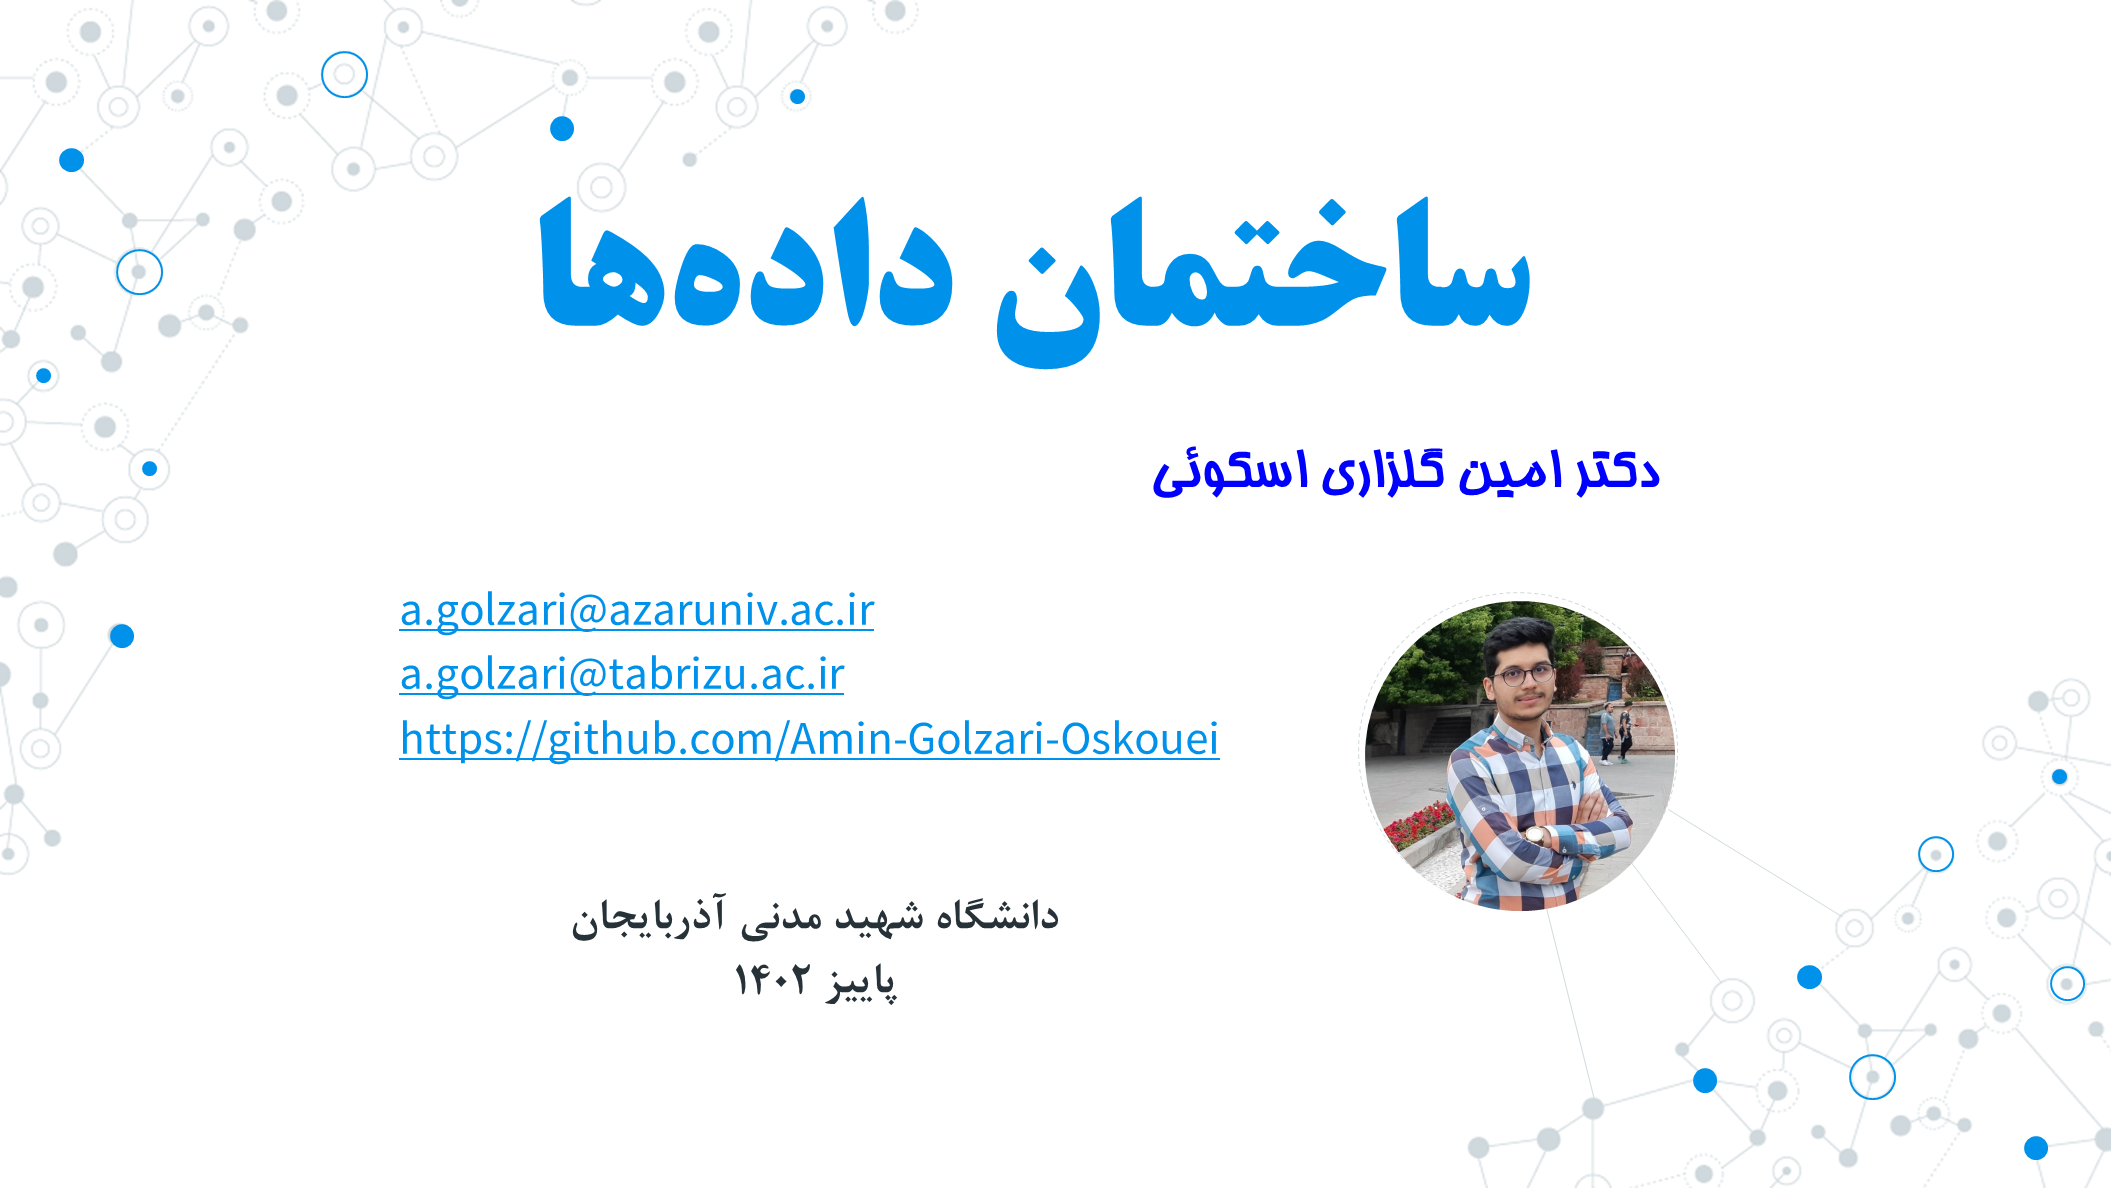 ساختمان داده‌ها
دکتر امین گلزاری اسکوئی
a.golzari@azaruniv.ac.ir
a.golzari@tabrizu.ac.ir
https://github.com/Amin-Golzari-Oskouei
دانشگاه شهید مدنی آذربایجان
پاییز ۱۴۰۲